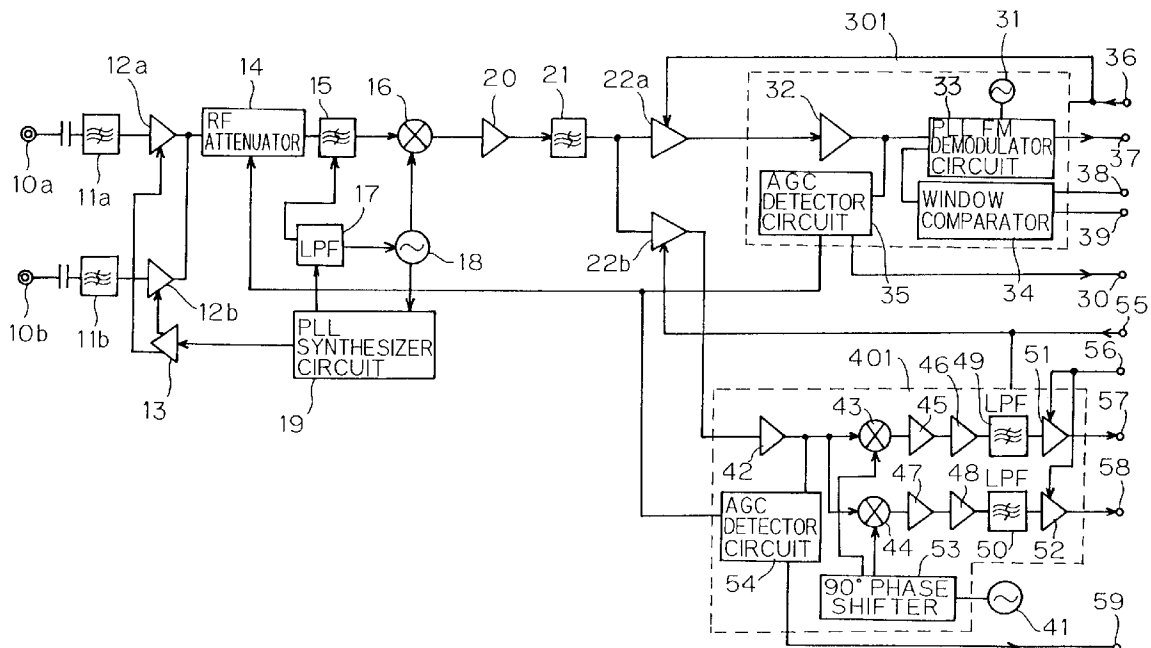 301
31
36
12a
14
15
16
20
21
22a
32
33
RF
ATTENUATOR
PLL FM
DEMODULATOR
CIRCUIT
37
10a
11a
17
LPF
18
22b
AGC
DETECTOR
CIRCUIT
WINDOW
COMPARATOR
38
39
35
34
30
55
10b
11b
12b
13
PLL
SYNTHESIZER
CIRCUIT
19
401
43
45
46
49
51
56
57
LPF
42
47
48
LPF
58
AGC
DETECTOR
CIRCUIT
54
44
53
50
52
90° PHASE
SHIFTER
41
59